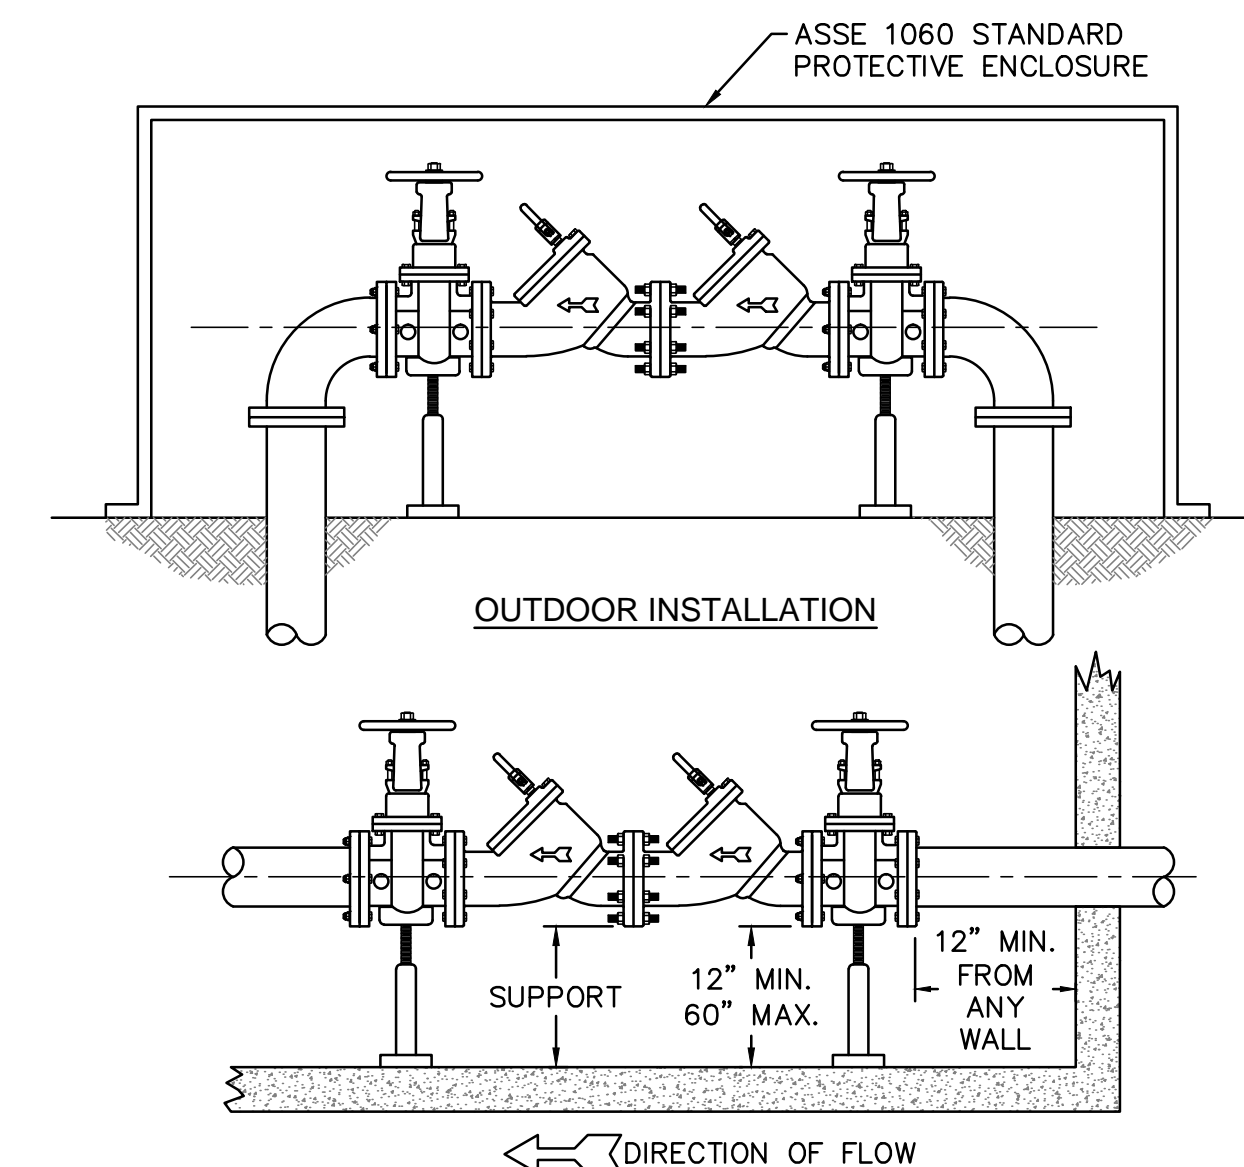 ASSE 1060 STANDARD
PROTECTIVE ENCLOSURE
OUTDOOR INSTALLATION
SUPPORT
12” MIN.
60” MAX.
12” MIN.
FROM
ANY
WALL
DIRECTION OF FLOW